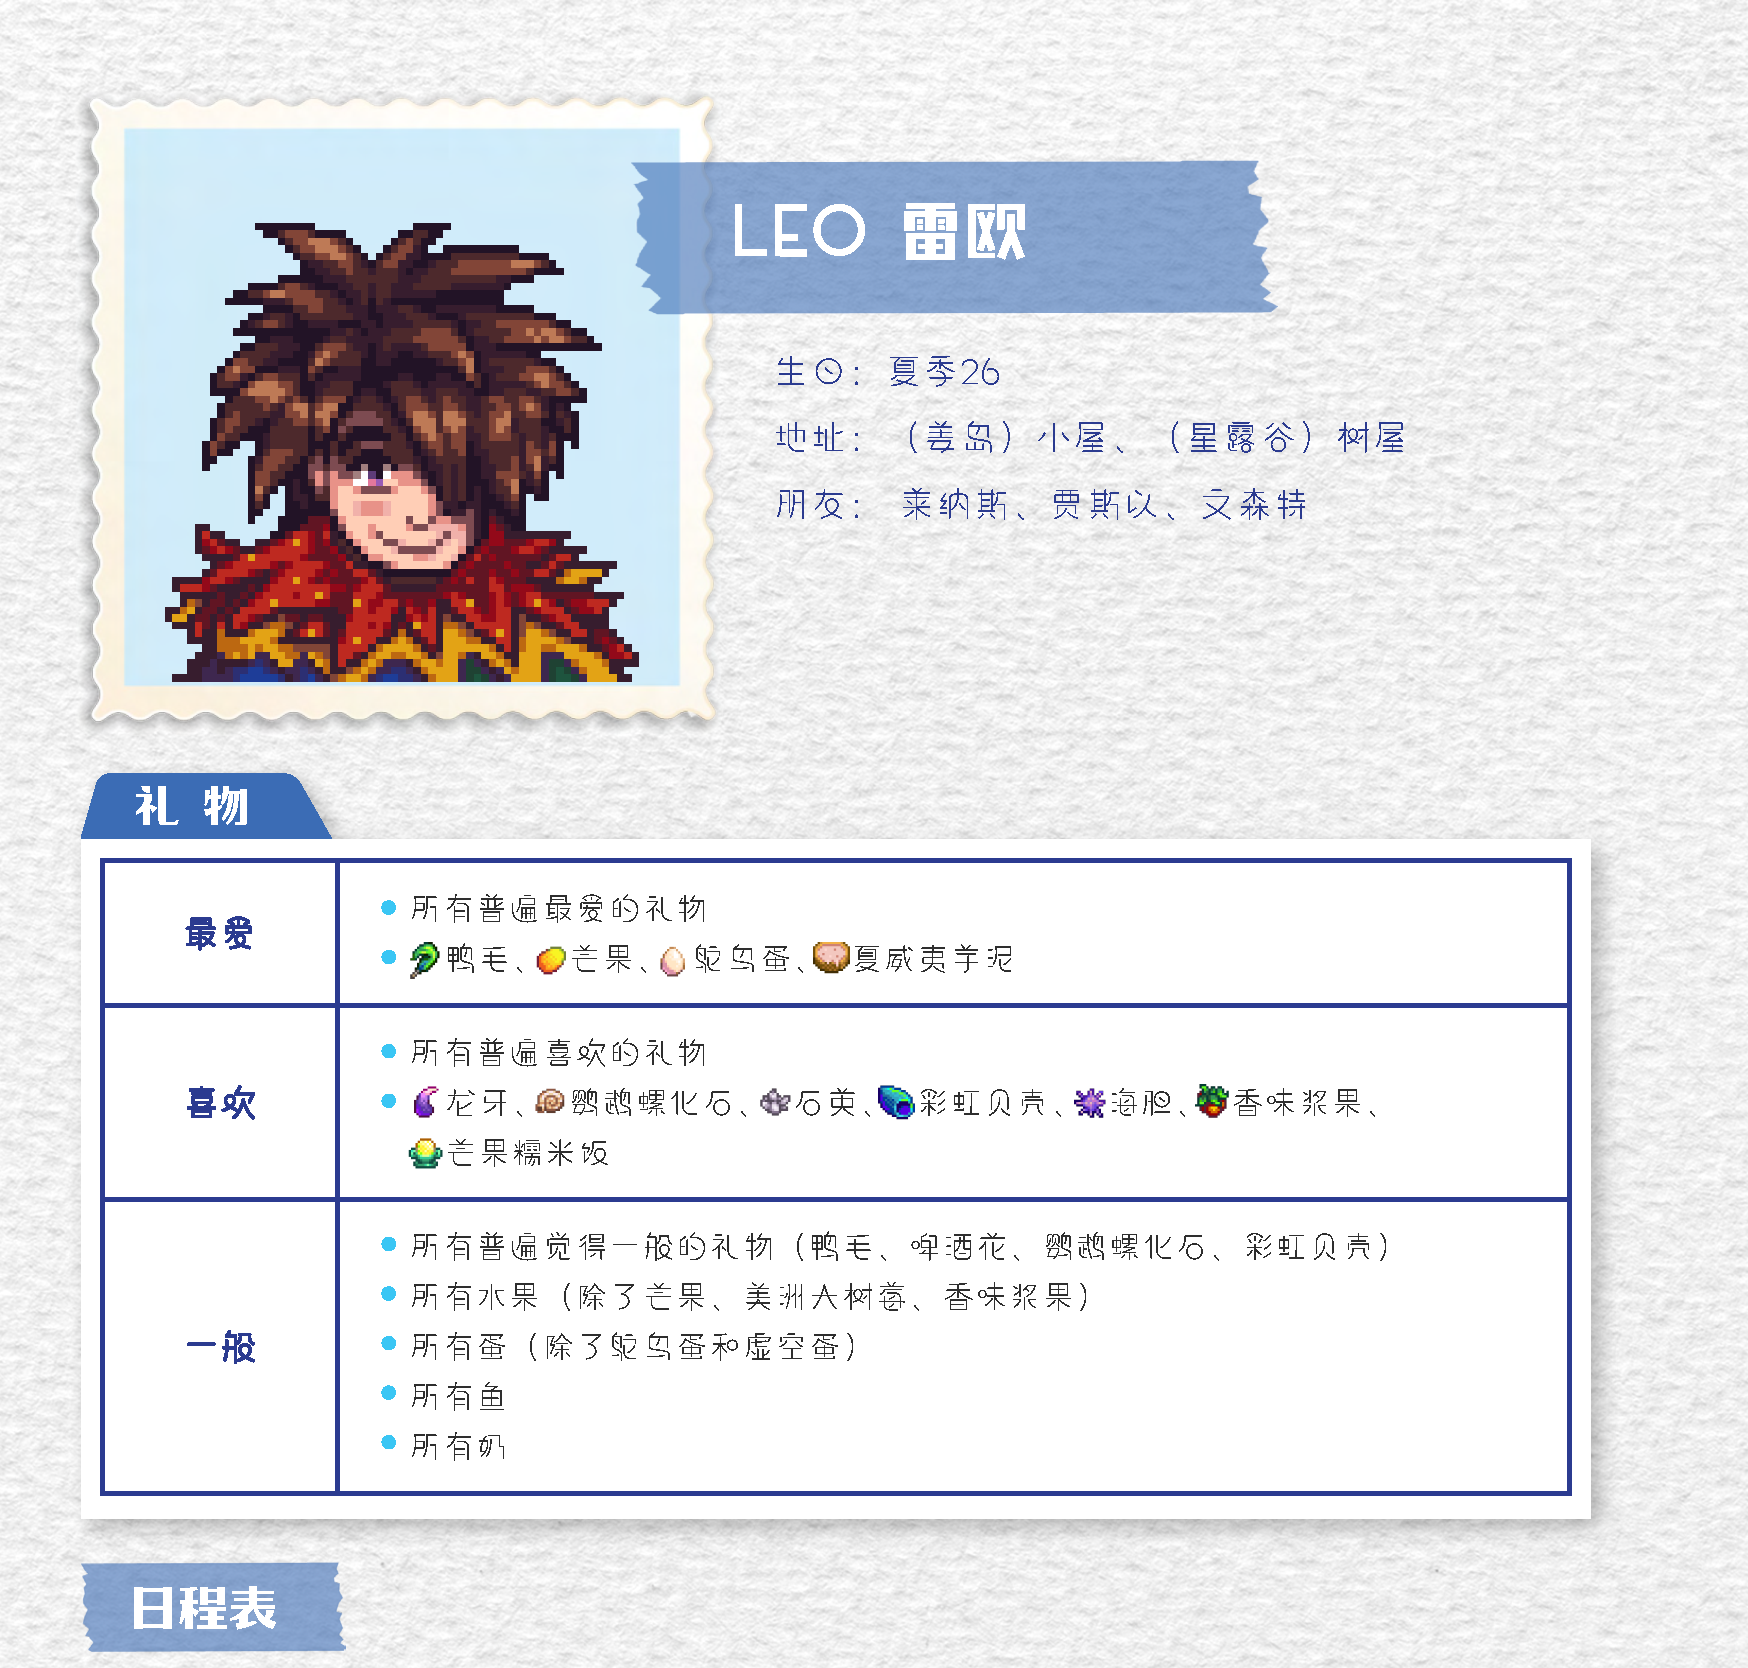 LEO 雷欧
生日: 夏季26
地址: (姜岛) 小屋、(星露谷) 树屋
朋友: 莱纳斯、贾斯以、文森特
礼 物
最爱
所有普遍最爱的礼物
鸭毛、芒果、鸵鸟蛋、夏威夷芋泥
喜欢
所有普遍喜欢的礼物
龙牙、鹦鹉螺化石、石英、彩虹贝壳、海胆、香味浆果、
芒果糯米饭
一般
所有普遍觉得一般的礼物 (鸭毛、啤酒花、鹦鹉螺化石、彩虹贝壳)
所有水果 (除了芒果、美洲大树莓、香味浆果)
所有蛋 (除了鸵鸟蛋和虚空蛋)
所有鱼
所有奶
日程表